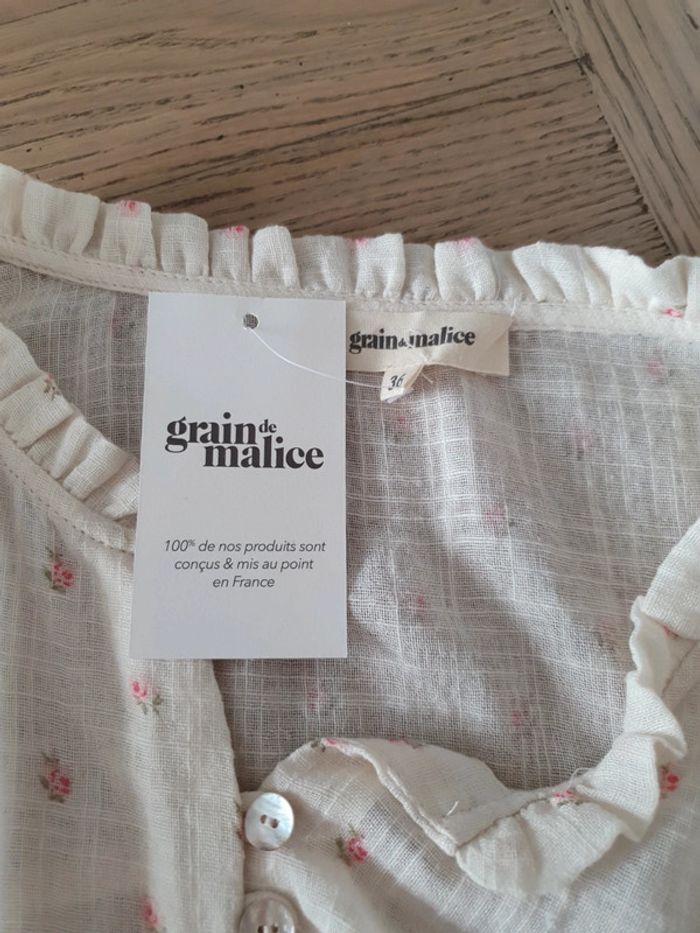 grain de malice
36
grain de
malice
100% de nos produits sont
conçus & mis au point
en France